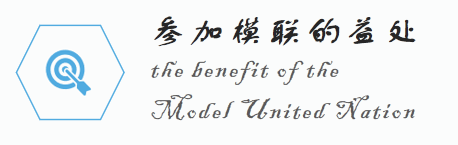 参加模联的益处
the benefit of the
Model United Nation